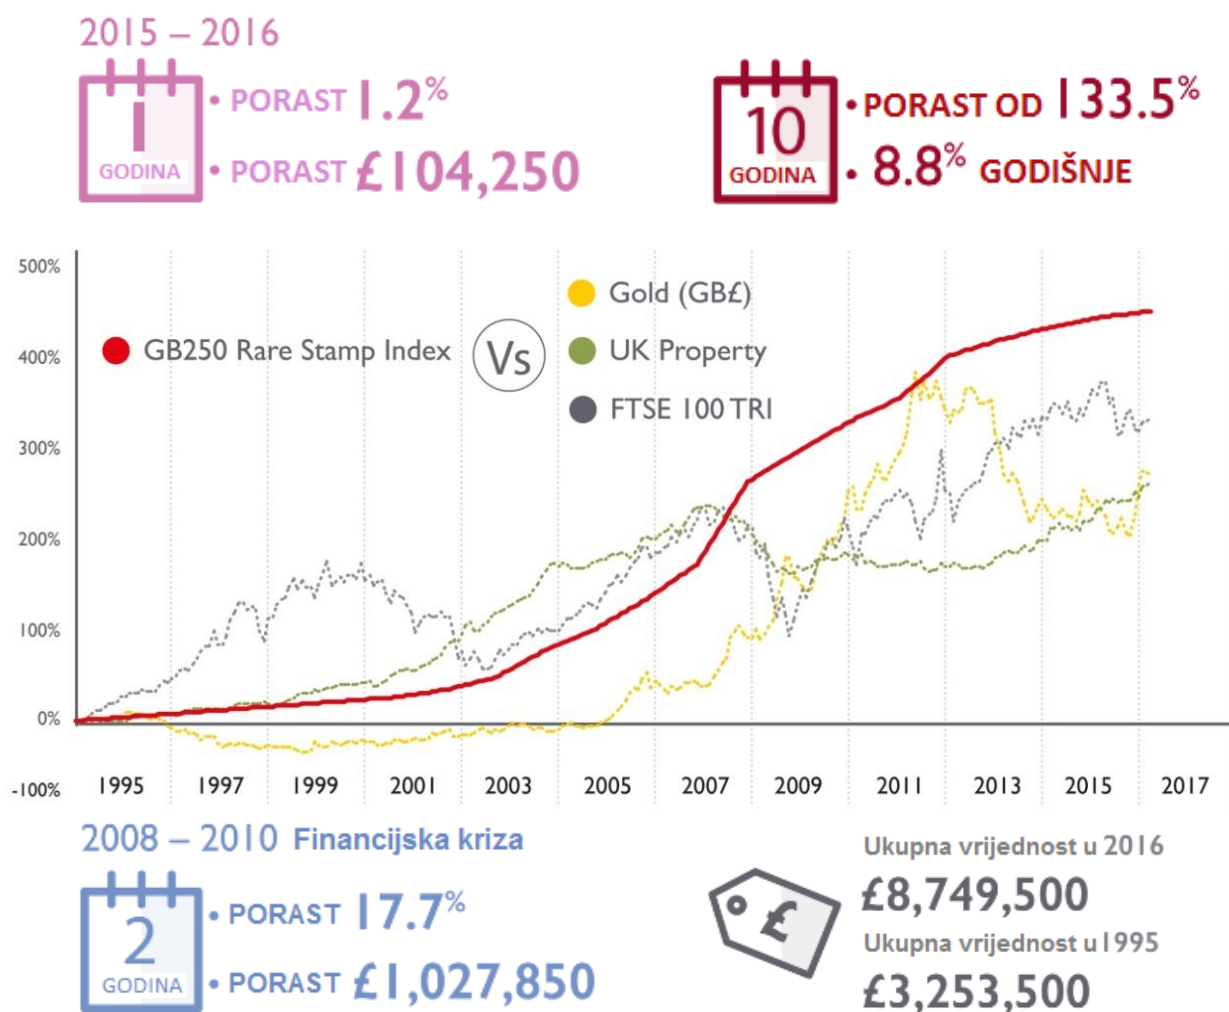 2015 – 2016
1
GODINA
• PORAST 1.2%
• PORAST £104,250
10
GODINA
• PORAST OD 133.5%
• 8.8% GODIŠNJE
500%
400%
300%
200%
100%
0%
-100%
GB250 Rare Stamp Index
Vs
Gold (GB£)
UK Property
FTSE 100 TRI
1995 1997 1999 2001 2003 2005 2007 2009 2011 2013 2015 2017
2008 – 2010 Financijska kriza
2
GODINA
• PORAST 17.7%
• PORAST £1,027,850
£
Ukupna vrijednost u 2016
£8,749,500
Ukupna vrijednost u1995
£3,253,500